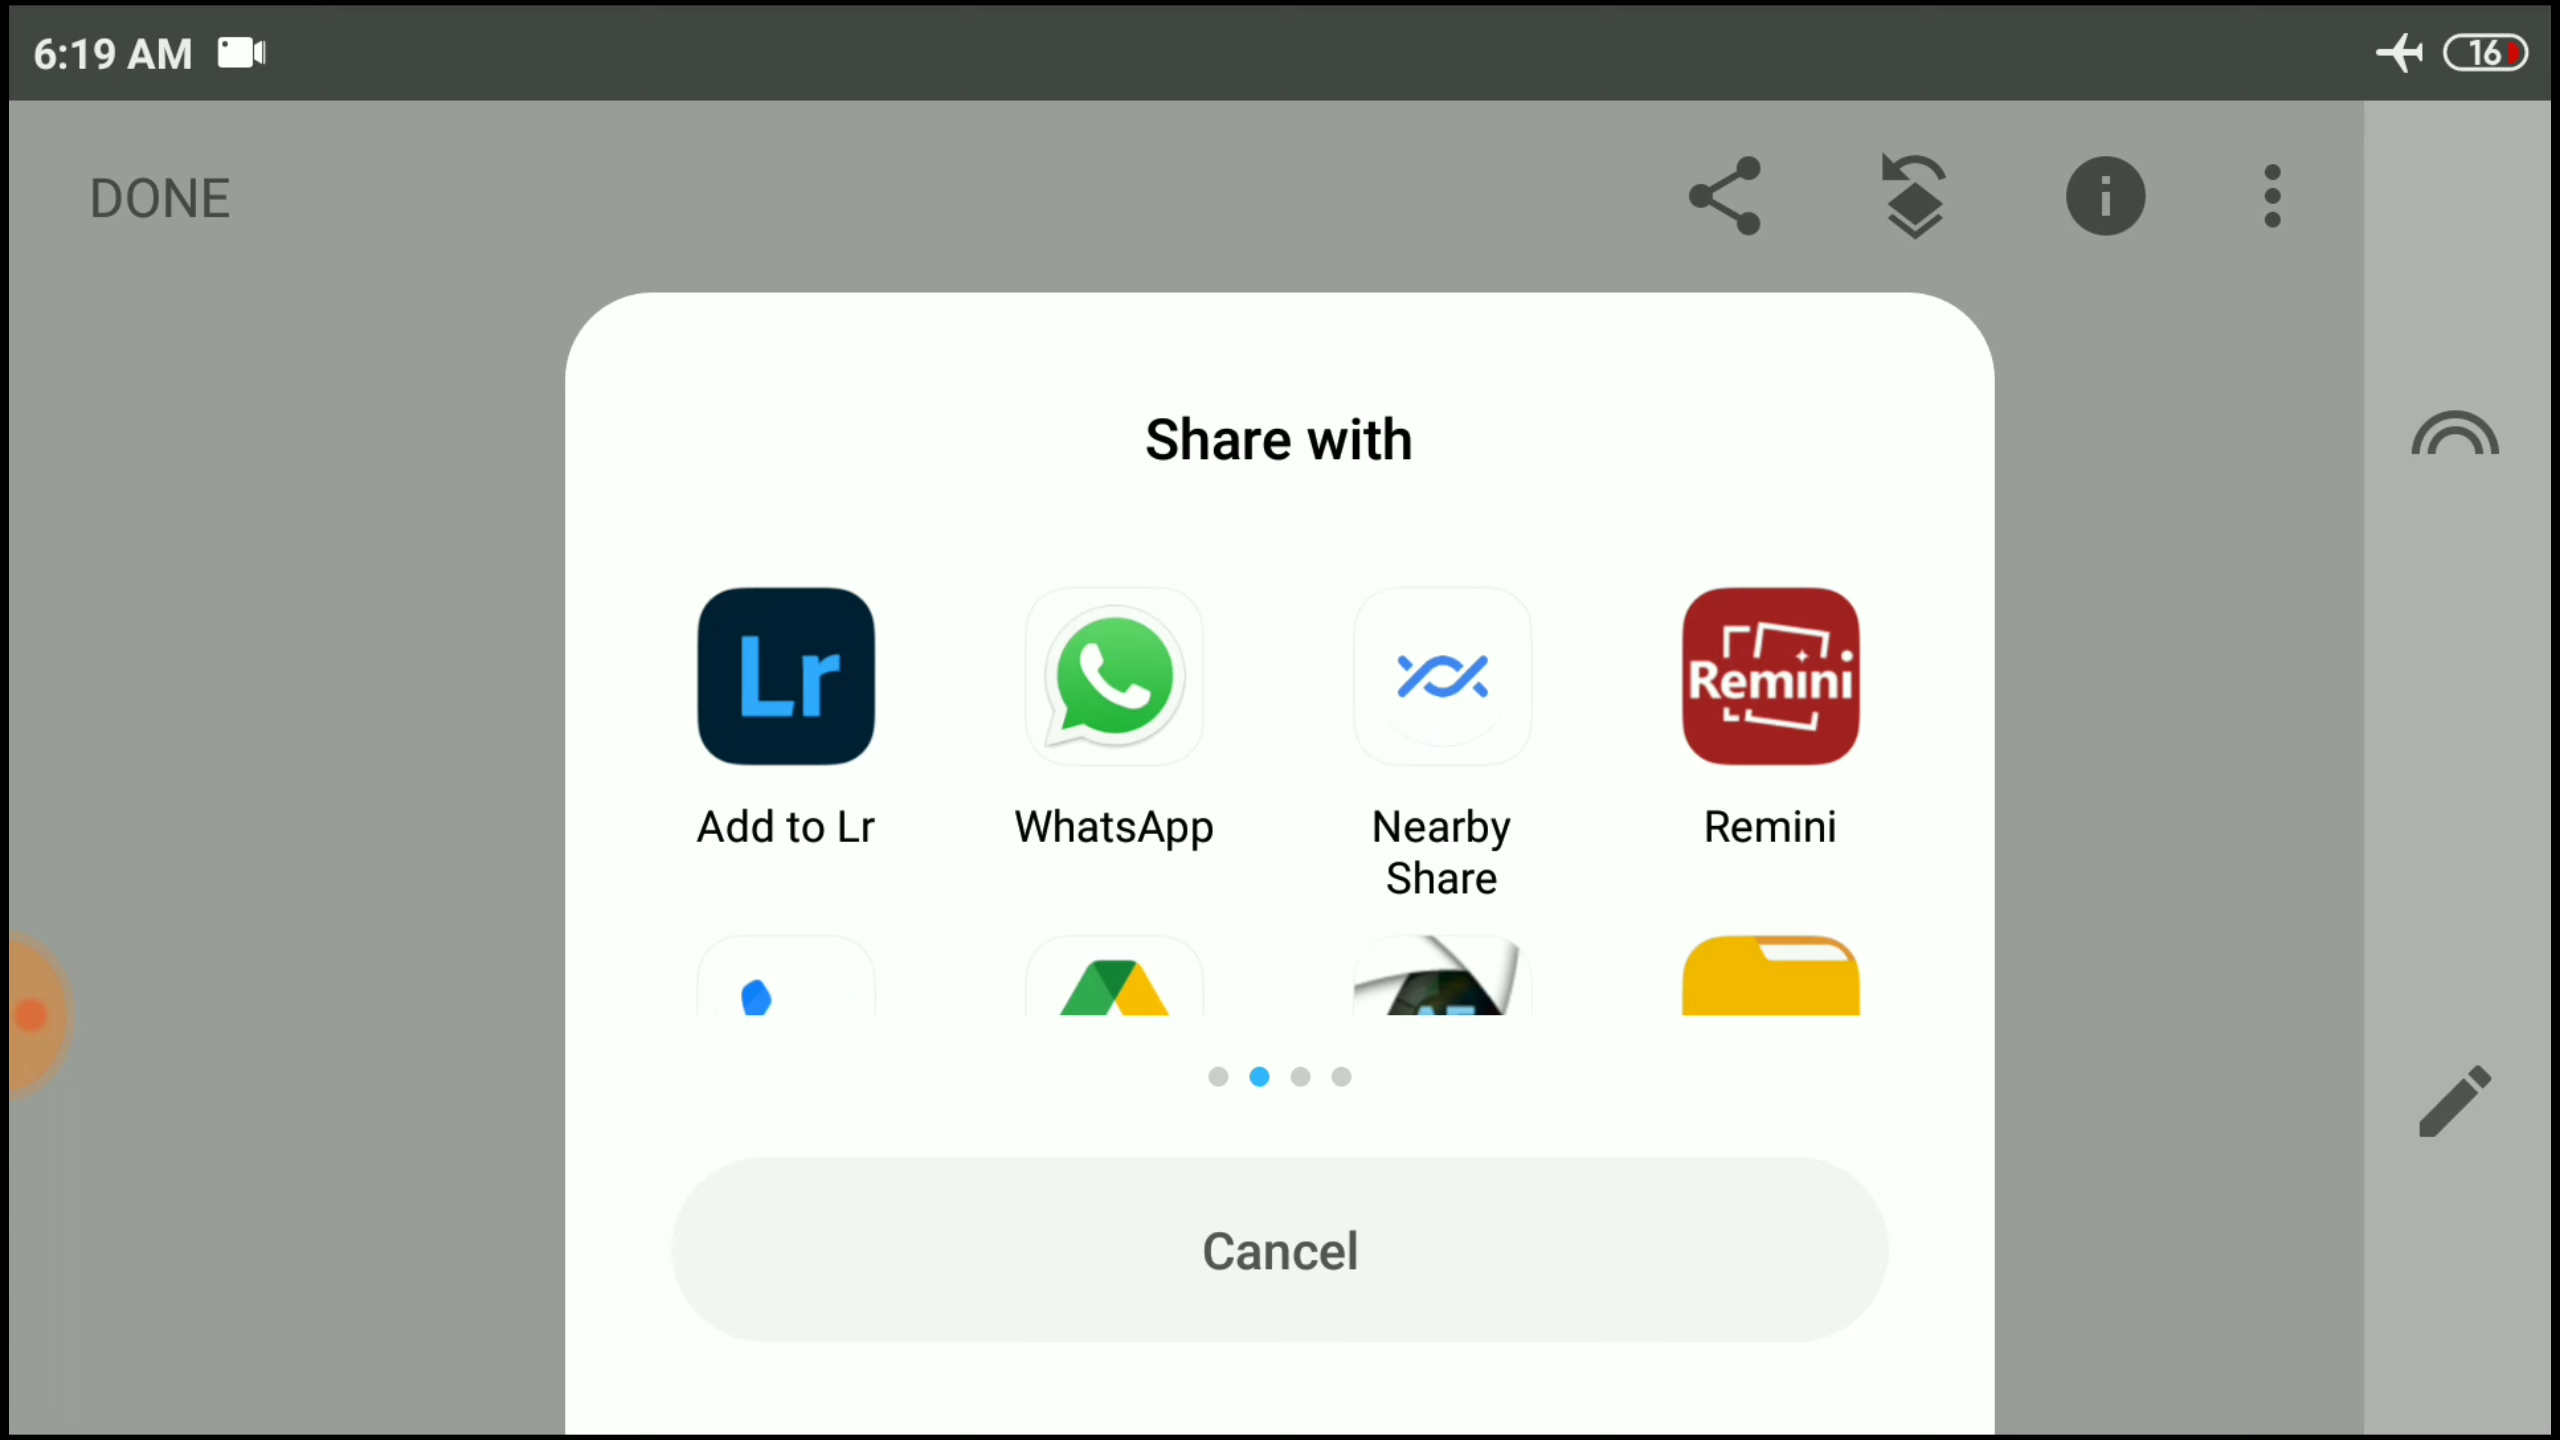 6:19 AM
16
DONE
Share with
Lr
Remini
Add to Lr
WhatsApp
Nearby
Share
Remini
Cancel